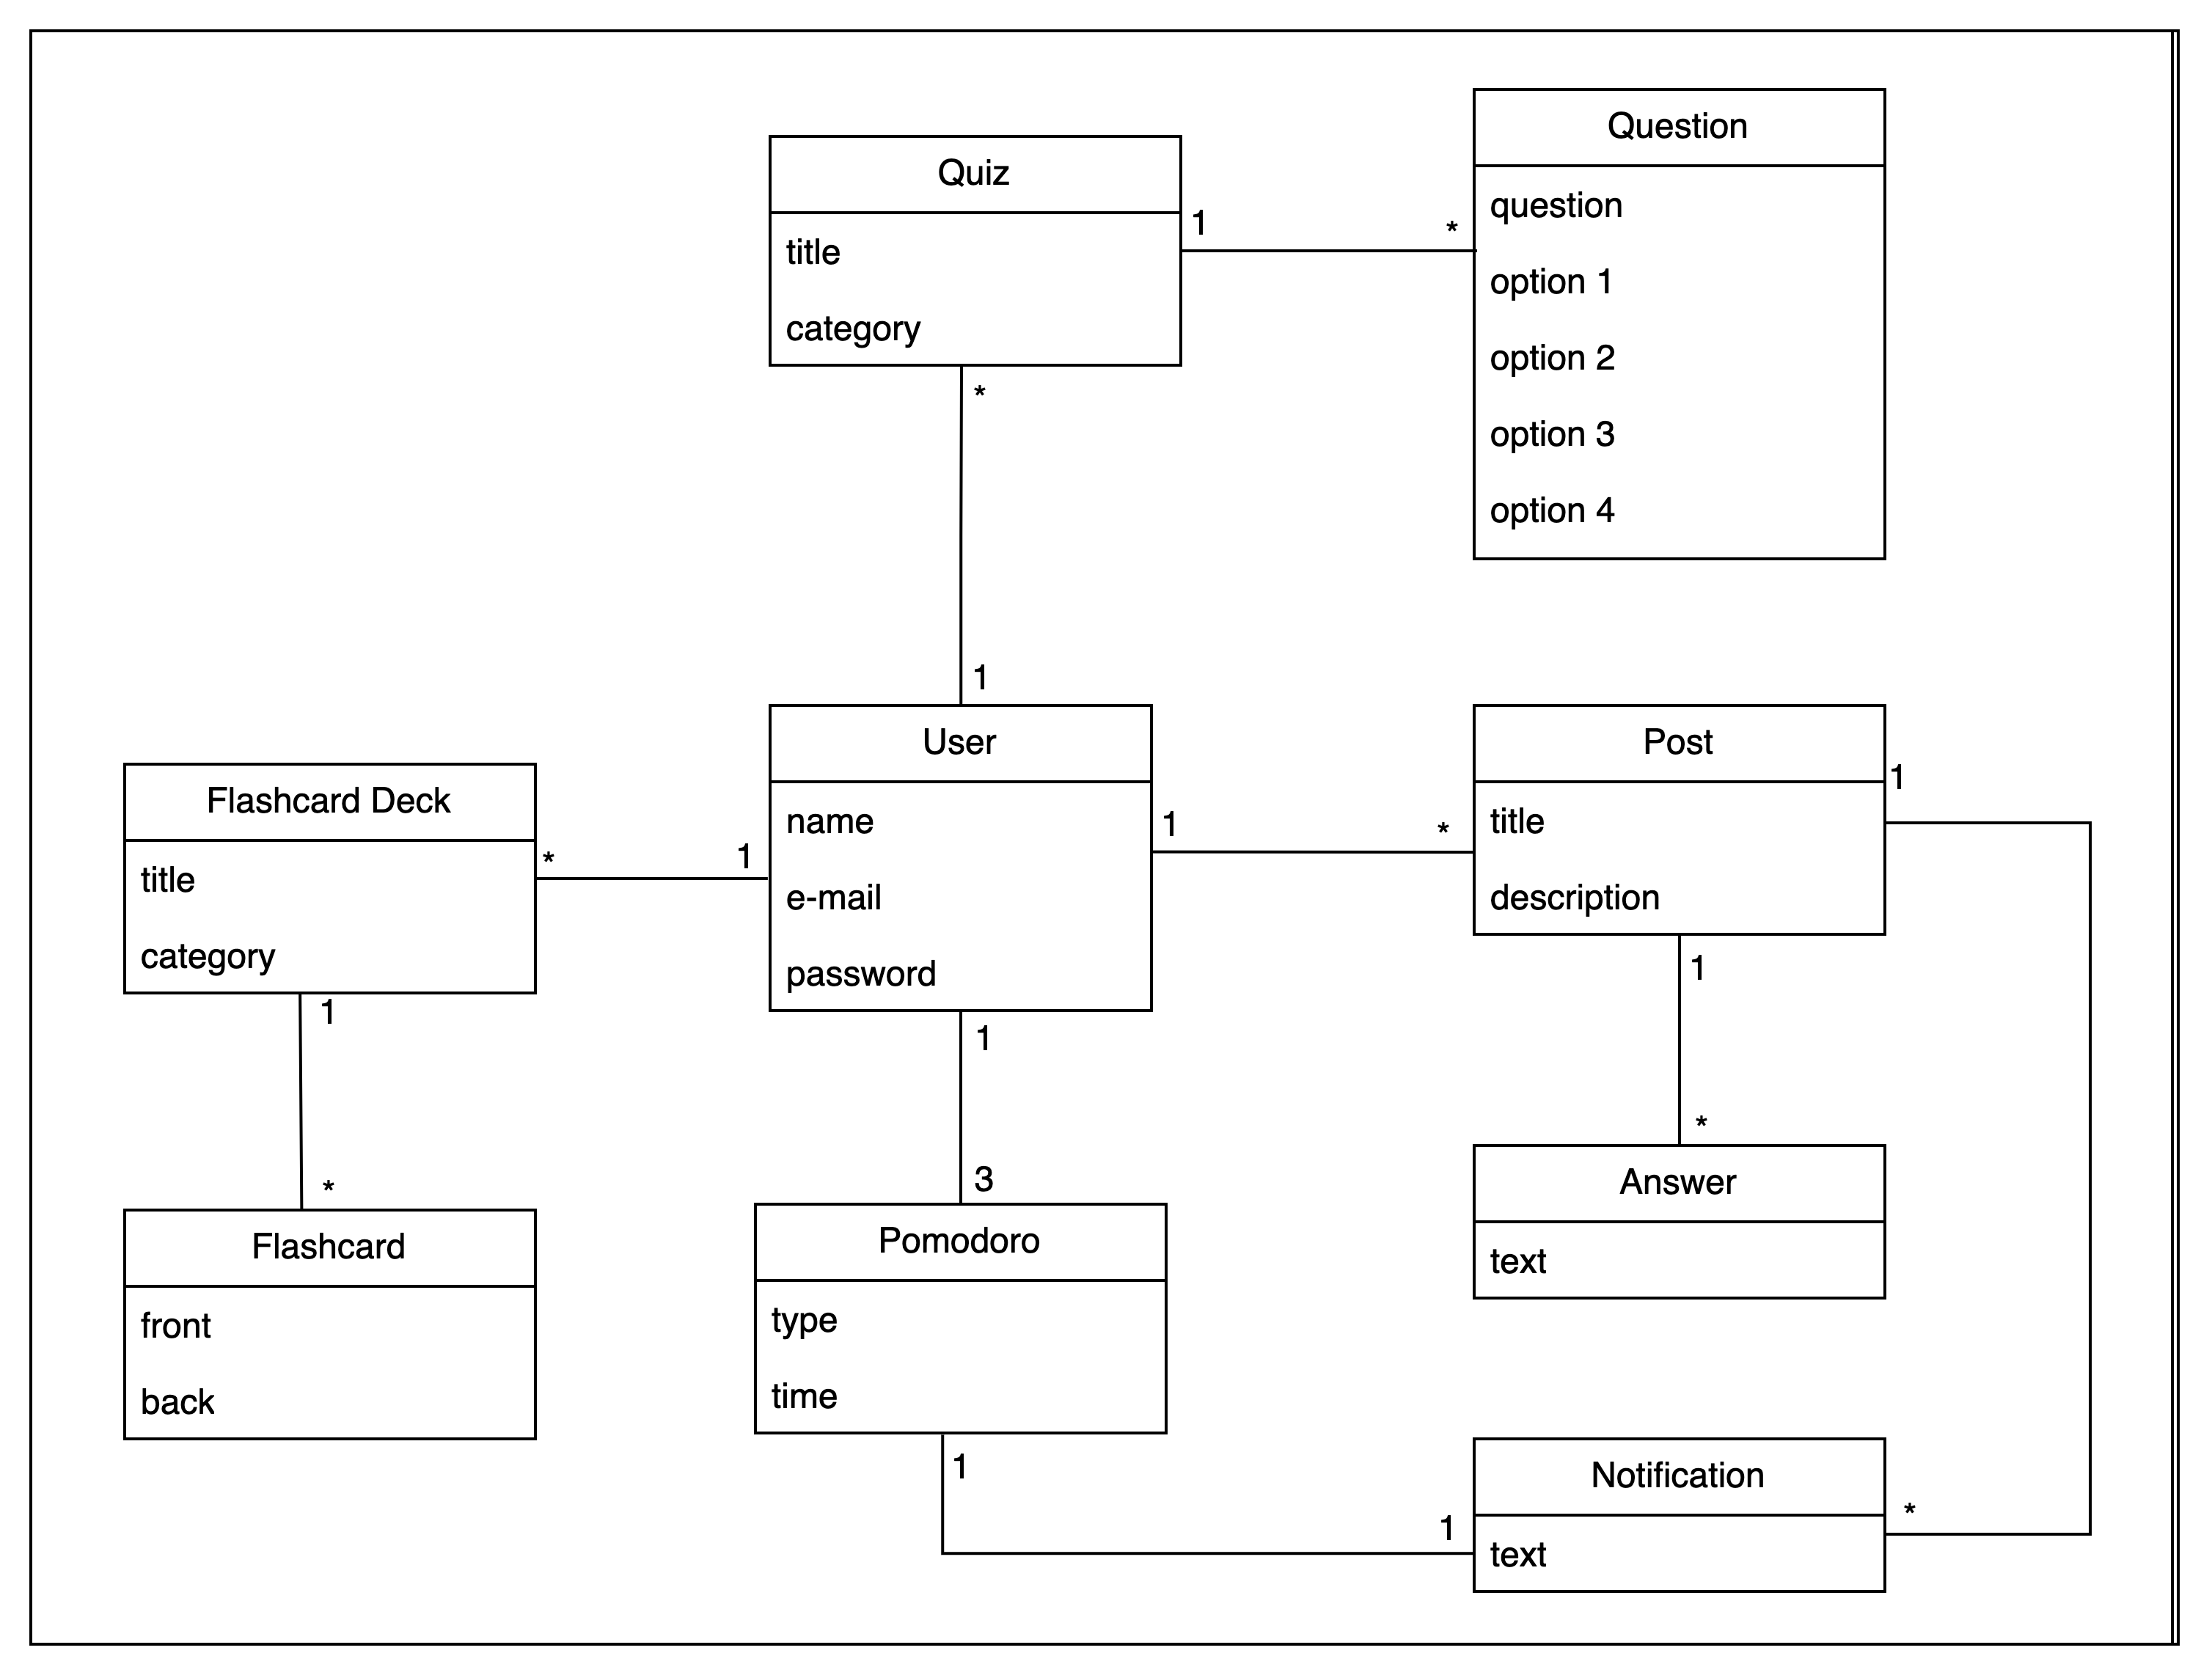 Question
question
option 1
option 2
option 3
option 4
Quiz
title
category
1
*
*
1
User
name
e-mail
password
Post
title
description
1
1
*
Flashcard Deck
title
category
*
1
1
*
1
3
1
*
Flashcard
front
back
Pomodoro
type
time
Answer
text
1
1
Notification
text
*